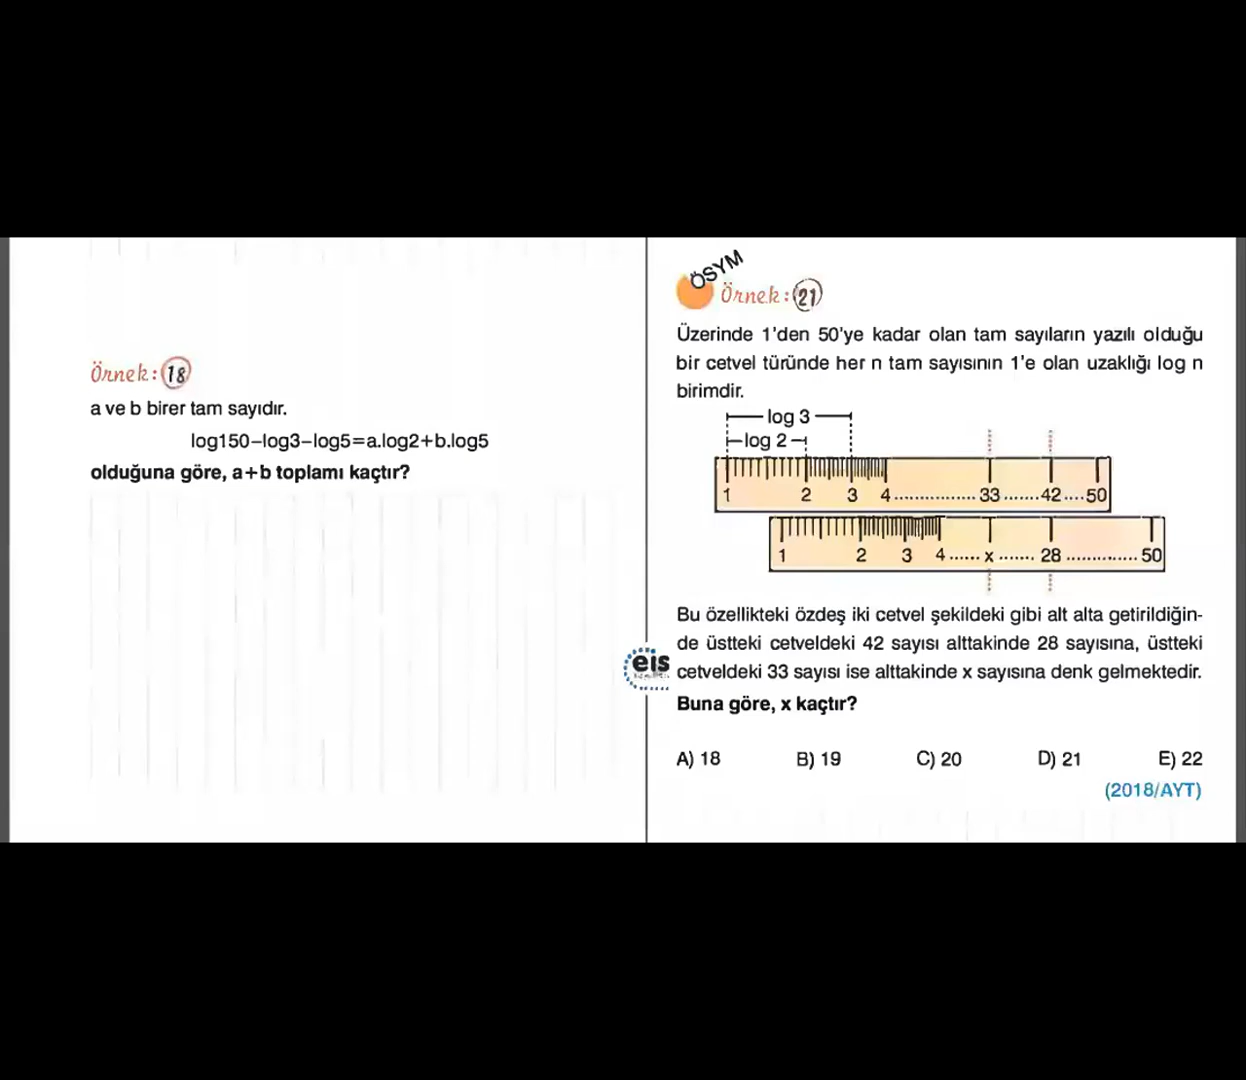 Örnek: 18
a ve b birer tam sayıdır.
log150–log3–log5=a.log2+b.log5
olduğuna göre, a+b toplamı kaçtır?
ÖSYM
Örnek: 21
Üzerinde 1'den 50'ye kadar olan tam sayıların yazılı olduğu
bir cetvel türünde her n tam sayısının 1'e olan uzaklığı log n
birimdir.
log 3
log 2
1 2 3 4 ................ 33 ....... 42 .... 50
1 2 3 4 ...... x ....... 28 .............. 50
Bu özellikteki özdeş iki cetvel şekildeki gibi alt alta getirildiğin-
de üstteki cetveldeki 42 sayısı alttakinde 28 sayısına, üstteki
cetveldeki 33 sayısı ise alttakinde x sayısına denk gelmektedir.
eis
Buna göre, x kaçtır?
A) 18 B) 19 C) 20 D) 21 E) 22
(2018/AYT)